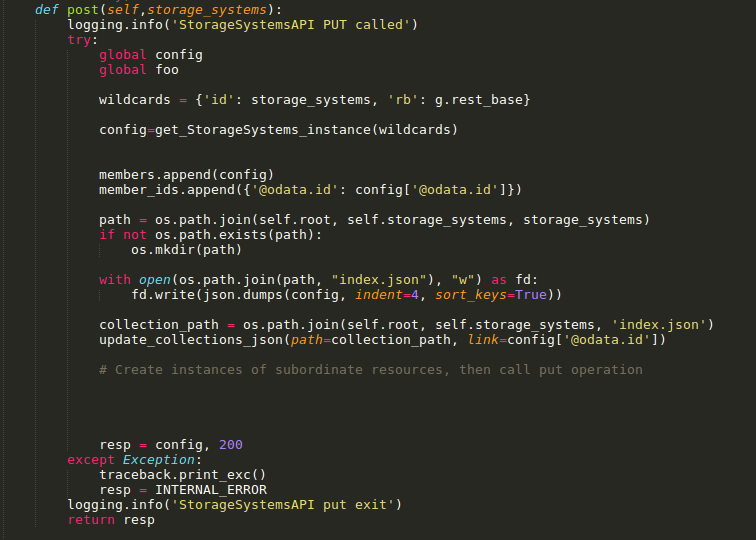 def post(self,storage_systems):
logging.info('StorageSystemsAPI PUT called')
try:
global config
global foo
wildcards = {'id': storage_systems, 'rb': g.rest_base}
config=get_StorageSystems_instance(wildcards)
members.append(config)
member_ids.append({'@odata.id': config['@odata.id']})
path = os.path.join(self.root, self.storage_systems, storage_systems)
if not os.path.exists(path):
os.mkdir(path)
with open(os.path.join(path, "index.json"), "w") as fd:
fd.write(json.dumps(config, indent=4, sort_keys=True))
collection_path = os.path.join(self.root, self.storage_systems, 'index.json')
update_collections_json(path=collection_path, link=config['@odata.id'])
# Create instances of subordinate resources, then call put operation
resp = config, 200
except Exception:
traceback.print_exc()
resp = INTERNAL_ERROR
logging.info('StorageSystemsAPI put exit')
return resp